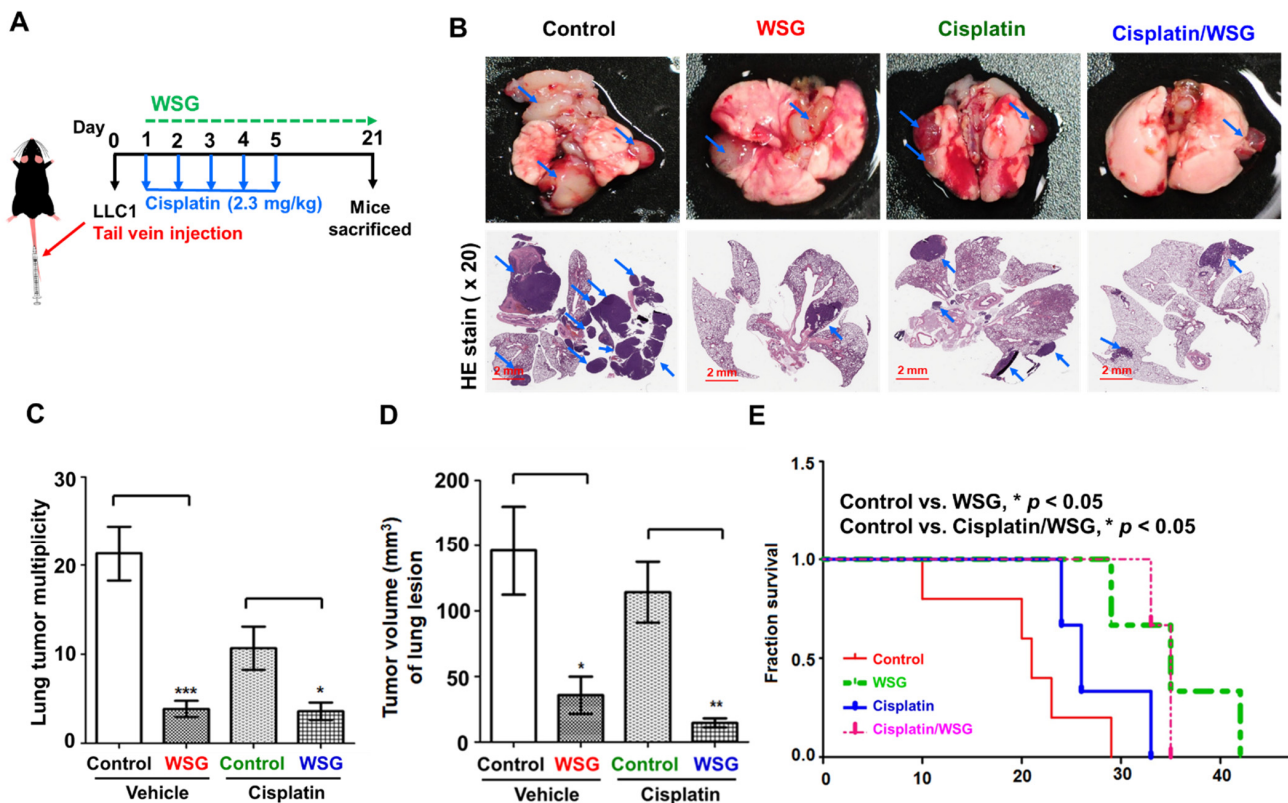 A
WSG
Day 0 1 2 3 4 5 21
Cisplatin (2.3 mg/kg)
LLC1
Tail vein injection
Mice
sacrificed
B
Control WSG Cisplatin Cisplatin/WSG
HE stain ( x 20)
2 mm 2 mm 2 mm 2 mm
C
Lung tumor multiplicity
30
20
10
0
*** *
Control WSG Control WSG
Vehicle Cisplatin
D
Tumor volume (mm³)
of lung lesion
200
150
100
50
0
* **
Control WSG Control WSG
Vehicle Cisplatin
E
Fraction survival
1.5
1.0
0.5
0.0
Control vs. WSG, * p < 0.05
Control vs. Cisplatin/WSG, * p < 0.05
Control
WSG
Cisplatin
Cisplatin/WSG
0 10 20 30 40